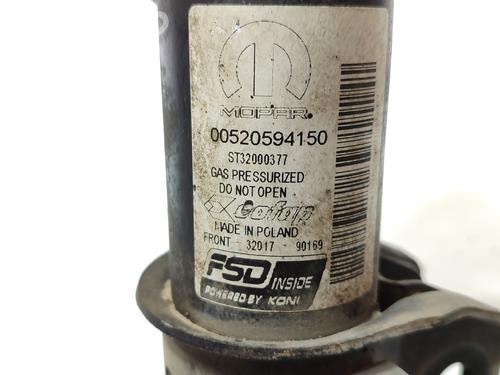 MOPAR
00520594150
ST32000377
GAS PRESSURIZED
DO NOT OPEN
Cofap
MADE IN POLAND
FRONT - 32017 - 90169
FSD INSIDE
POWERED BY KONI